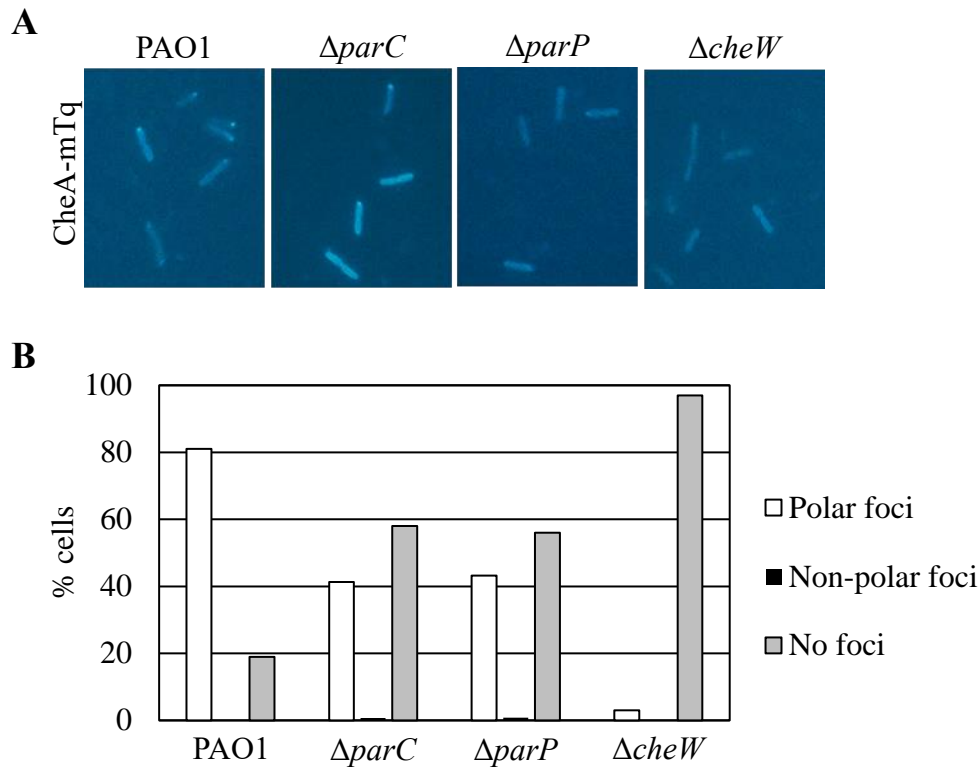 A
PAO1 ΔparC ΔparP ΔcheW
CheA-mTq
B
100
80
60
40
20
0
% cells
PAO1 ΔparC ΔparP ΔcheW
Polar foci
Non-polar foci
No foci